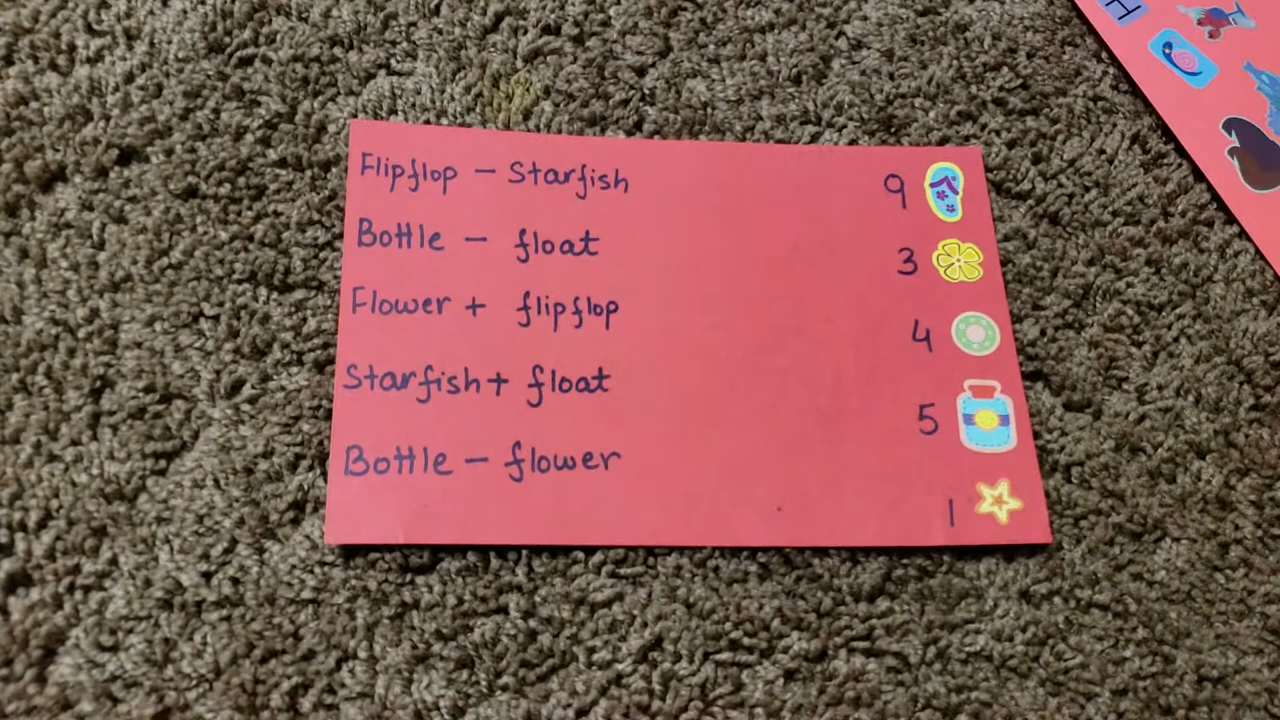 Flipflop - Starfish
9
Bottle - float
3
Flower + flipflop
4
Starfish + float
5
Bottle - flower
1
H